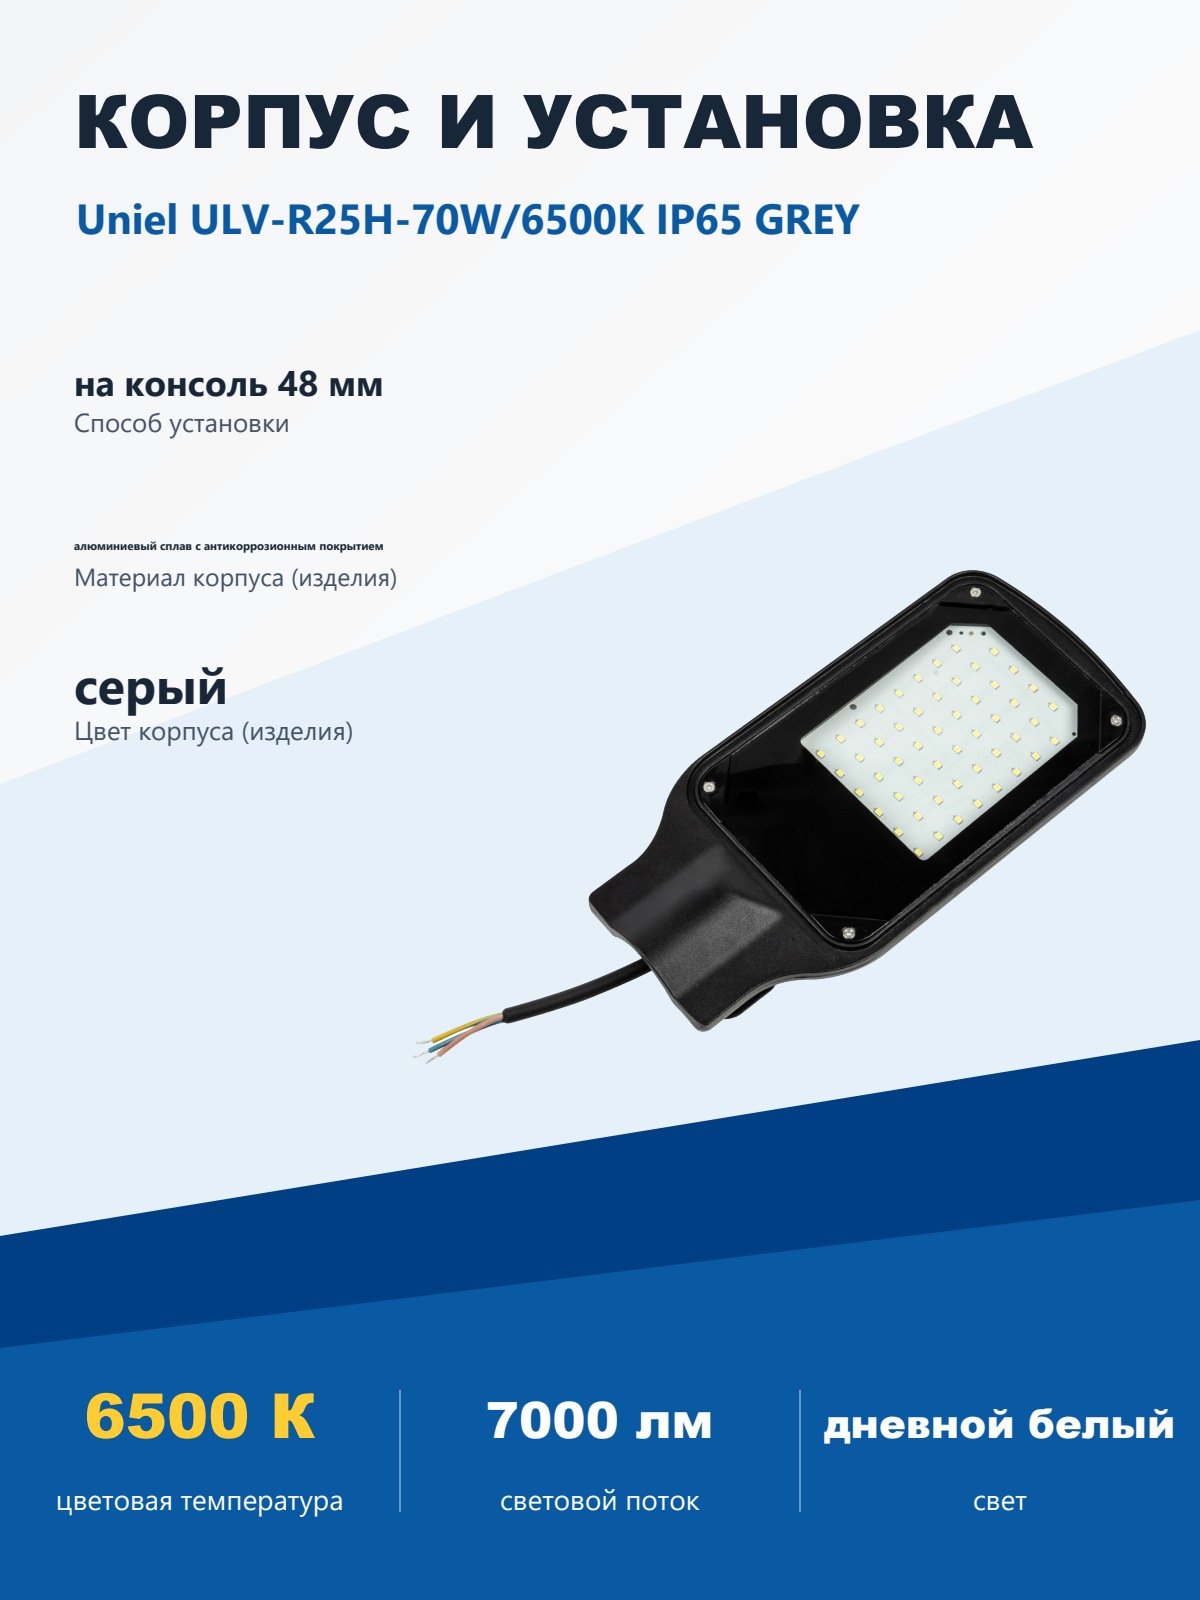 КОРПУС И УСТАНОВКА
Uniel ULV-R25H-70W/6500K IP65 GREY
на консоль 48 мм
Способ установки
алюминиевый сплав с антикоррозионным покрытием
Материал корпуса (изделия)
серый
Цвет корпуса (изделия)
6500 К
цветовая температура
7000 лм
световой поток
дневной белый
свет